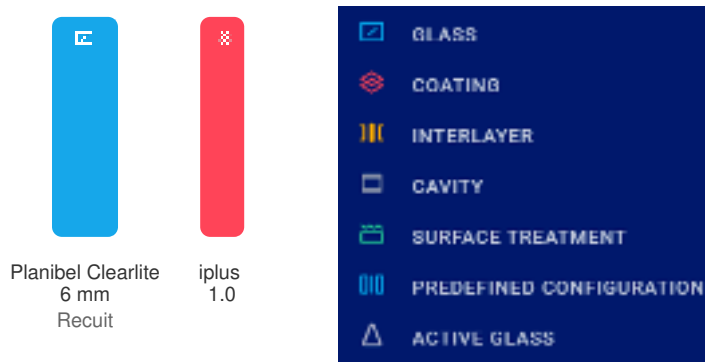 Planibel Clearlite
6 mm
Recuit
iplus
1.0
GLASS
COATING
INTERLAYER
CAVITY
SURFACE TREATMENT
PREDEFINED CONFIGURATION
ACTIVE GLASS